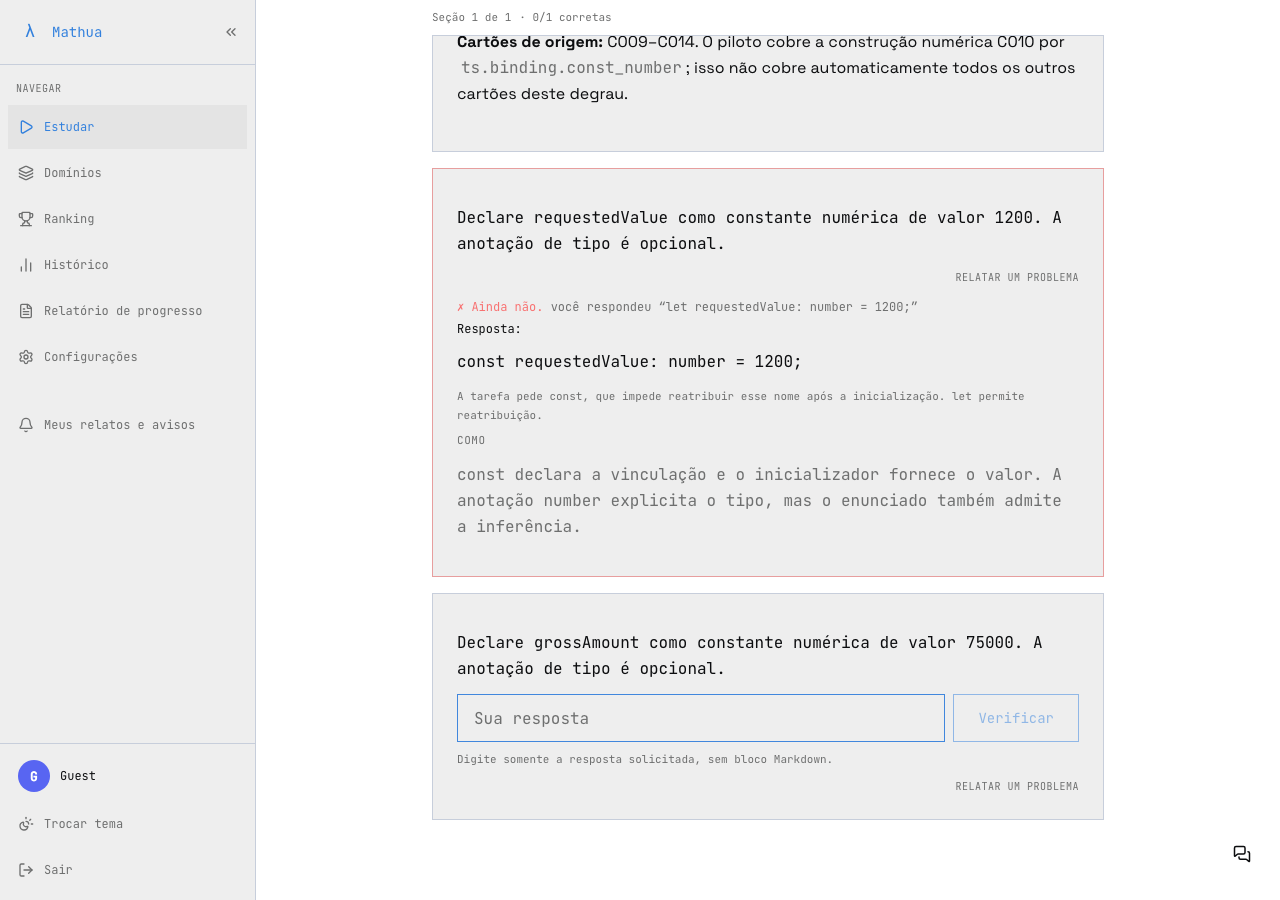 λ Mathua
NAVEGAR
Estudar
Domínios
Ranking
Histórico
Relatório de progresso
Configurações
Meus relatos e avisos
G Guest
Trocar tema
Sair
Seção 1 de 1 · 0/1 corretas
Cartões de origem: C009–C014. O piloto cobre a construção numérica C010 por
ts.binding.const_number; isso não cobre automaticamente todos os outros
cartões deste degrau.
Declare requestedValue como constante numérica de valor 1200. A
anotação de tipo é opcional.
RELATAR UM PROBLEMA
✗ Ainda não. você respondeu “let requestedValue: number = 1200;”
Resposta:
const requestedValue: number = 1200;
A tarefa pede const, que impede reatribuir esse nome após a inicialização. let permite
reatribuição.
COMO
const declara a vinculação e o inicializador fornece o valor. A
anotação number explicita o tipo, mas o enunciado também admite
a inferência.
Declare grossAmount como constante numérica de valor 75000. A
anotação de tipo é opcional.
Sua resposta
Verificar
Digite somente a resposta solicitada, sem bloco Markdown.
RELATAR UM PROBLEMA